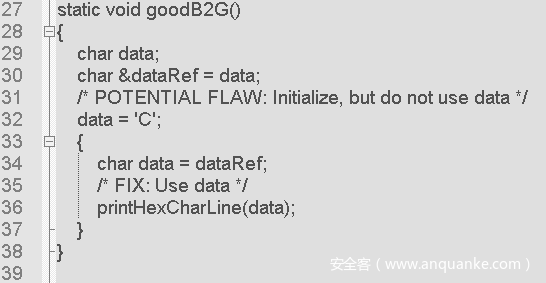 27 static void goodB2G()
28 {
29 char data;
30 char &dataRef = data;
31 /* POTENTIAL FLAW: Initialize, but do not use data */
32 data = 'C';
33 {
34 char data = dataRef;
35 /* FIX: Use data */
36 printHexCharLine(data);
37 }
38 }
39
安全客（www.anquanke.com）